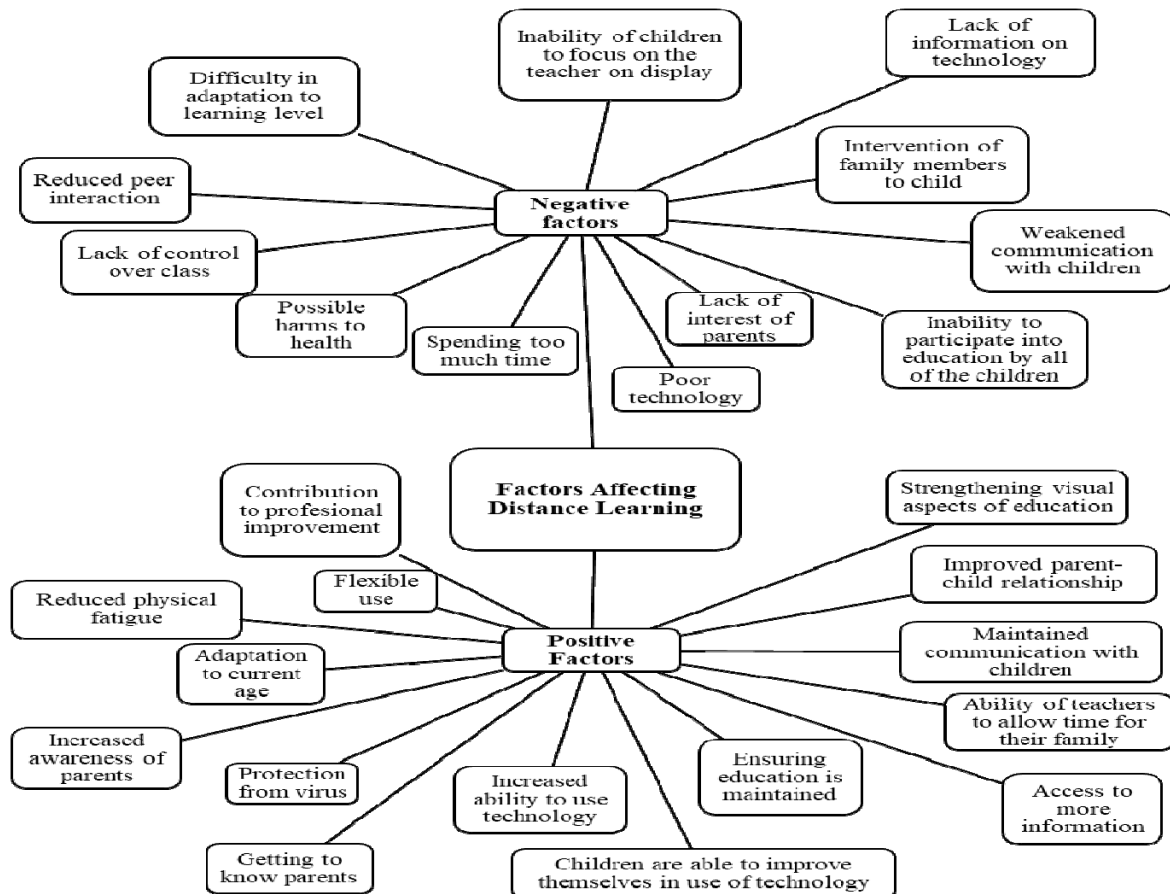 Inability of children
to focus on the
teacher on display
Lack of
information on
technology
Difficulty in
adaptation to
learning level
Intervention of
family members
to child
Reduced peer
interaction
Negative
factors
Weakened
communication
with children
Lack of control
over class
Possible
harms to
health
Spending too
much time
Lack of
interest of
parents
Poor
technology
Inability to
participate into
education by all
of the children
Factors Affecting
Distance Learning
Contribution
to profesional
improvement
Strengthening visual
aspects of education
Flexible
use
Improved parent-
child relationship
Reduced physical
fatigue
Positive
Factors
Maintained
communication with
children
Adaptation
to current
age
Ability of teachers
to allow time for
their family
Increased
awareness of
parents
Protection
from virus
Increased
ability to use
technology
Ensuring
education is
maintained
Access to
more
information
Getting to
know parents
Children are able to improve
themselves in use of technology